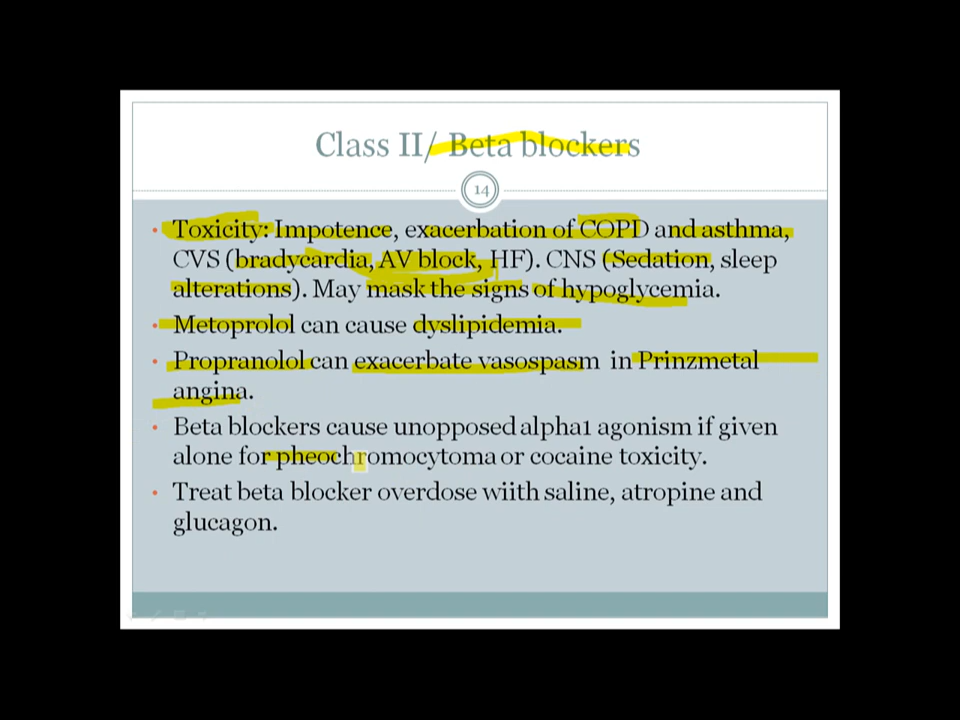 Class II/ Beta blockers
14
• Toxicity: Impotence, exacerbation of COPD and asthma,
CVS (bradycardia, AV block, HF). CNS (Sedation, sleep
alterations). May mask the signs of hypoglycemia.
• Metoprolol can cause dyslipidemia.
• Propranolol can exacerbate vasospasm in Prinzmetal
angina.
• Beta blockers cause unopposed alpha1 agonism if given
alone for pheochromocytoma or cocaine toxicity.
• Treat beta blocker overdose wiith saline, atropine and
glucagon.